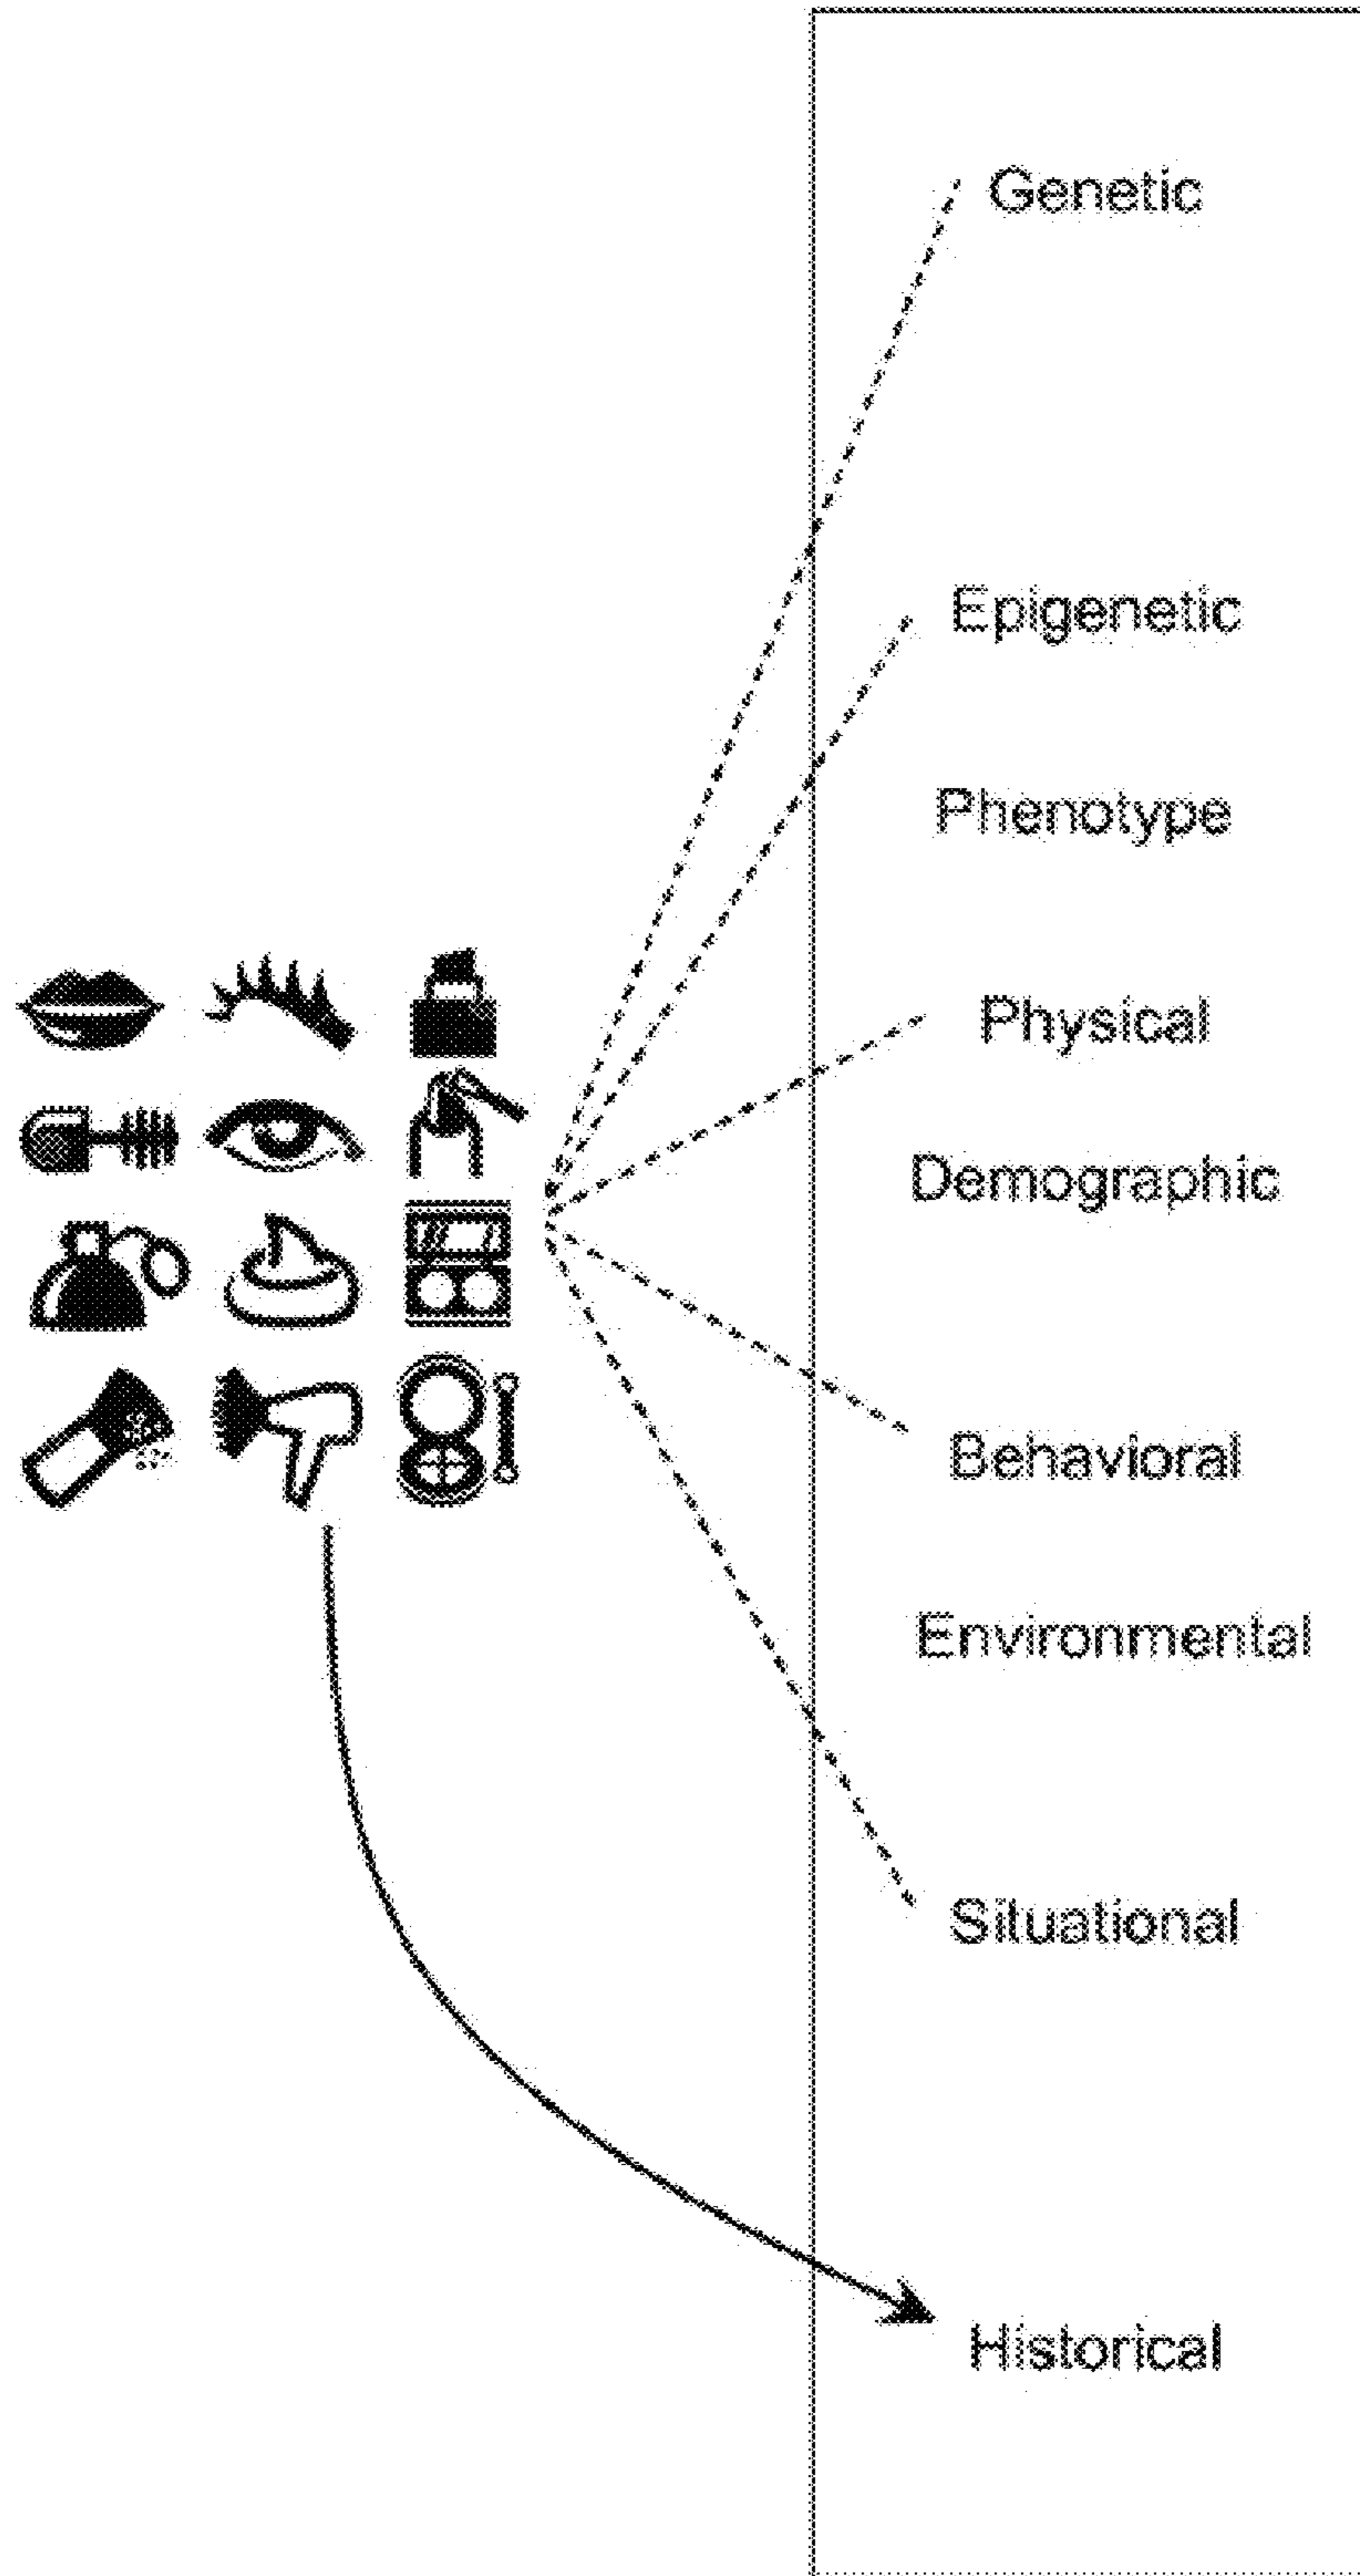 Genetic
Epigenetic
Phenotype
Physical
Demographic
Behavioral
Environmental
Situational
Historical